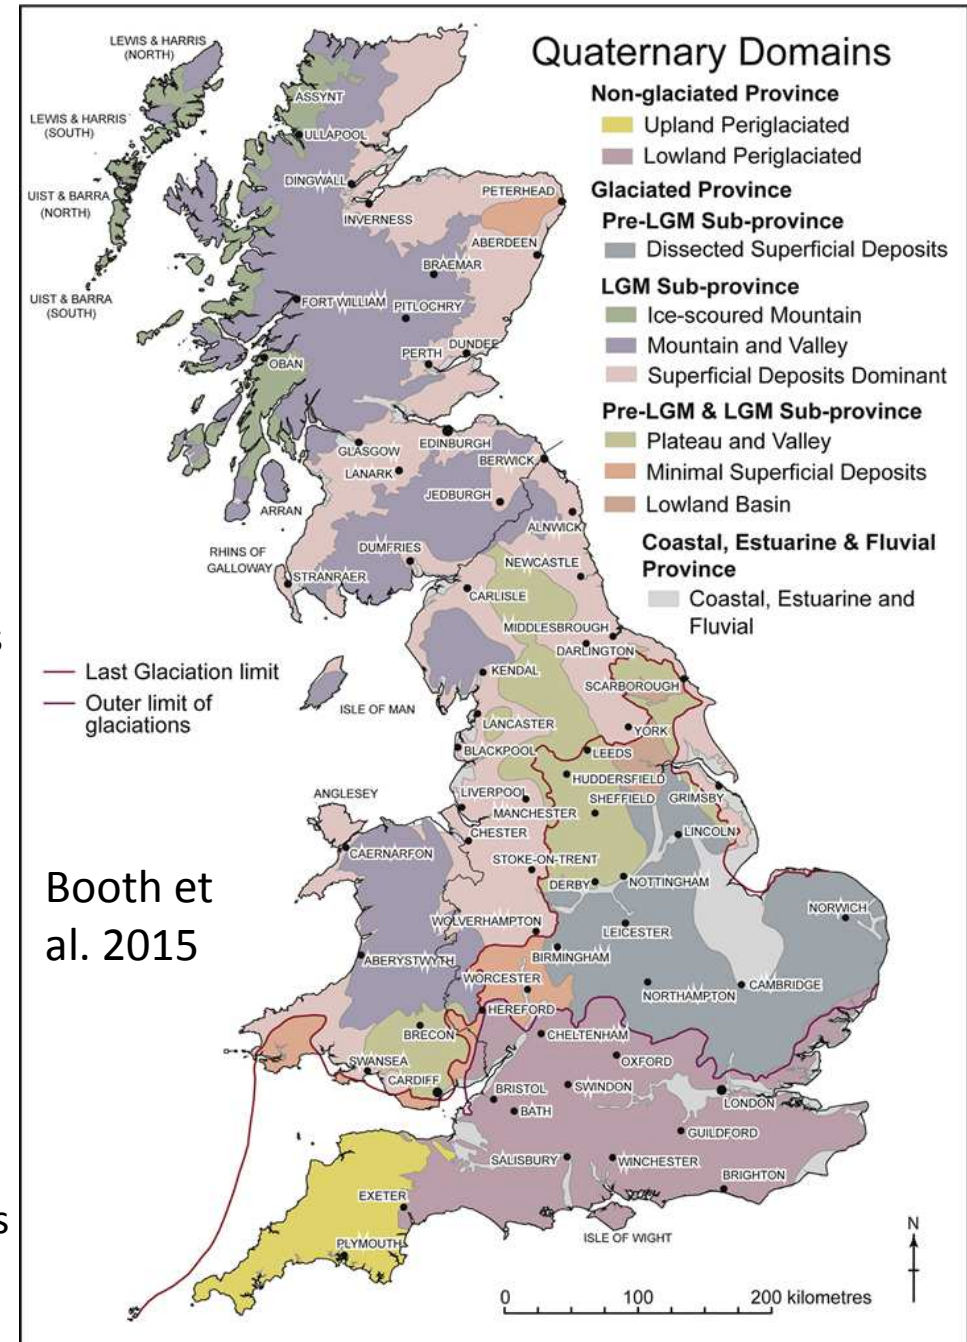 Quaternary Domains
Non-glaciated Province
Upland Periglaciated
Lowland Periglaciated
Glaciated Province
Pre-LGM Sub-province
Dissected Superficial Deposits
LGM Sub-province
Ice-scoured Mountain
Mountain and Valley
Superficial Deposits Dominant
Pre-LGM & LGM Sub-province
Plateau and Valley
Minimal Superficial Deposits
Lowland Basin
Coastal, Estuarine & Fluvial
Province
Coastal, Estuarine and
Fluvial
LEWIS & HARRIS
(NORTH)
LEWIS & HARRIS
(SOUTH)
UIST & BARRA
(NORTH)
UIST & BARRA
(SOUTH)
ASSYNT
ULLAPOOL
DINGWALL
INVERNESS
PETERHEAD
ABERDEEN
BRAEMAR
FORT WILLIAM
PITLOCHRY
DUNDEE
PERTH
OBAN
GLASGOW
EDINBURGH
BERWICK
LANARK
JEDBURGH
ARRAN
ALNWICK
RHINS OF
GALLOWAY
DUMFRIES
STRANRAER
NEWCASTLE
CARLISLE
MIDDLESBROUGH
DARLINGTON
s
Last Glaciation limit
Outer limit of
glaciations
KENDAL
SCARBOROUGH
ISLE OF MAN
LANCASTER
YORK
BLACKPOOL
LEEDS
HUDDERSFIELD
ANGLESEY
LIVERPOOL
SHEFFIELD
GRIMSBY
MANCHESTER
CHESTER
LINCOLN
CAERNARFON
STOKE-ON-TRENT
DERBY
NOTTINGHAM
Booth et
al. 2015
NORWICH
WOLVERHAMPTON
LEICESTER
ABERYSTWYTH
BIRMINGHAM
WORCESTER
NORTHAMPTON
CAMBRIDGE
HEREFORD
BRECON
CHELTENHAM
SWANSEA
OXFORD
CARDIFF
BRISTOL
SWINDON
LONDON
BATH
GUILDFORD
SALISBURY
WINCHESTER
BRIGHTON
EXETER
s
PLYMOUTH
ISLE OF WIGHT
N
0 100 200 kilometres